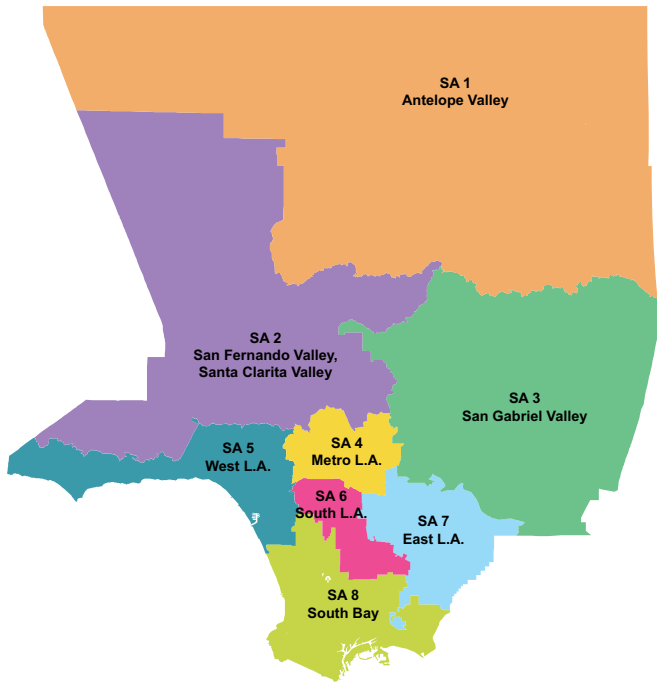 SA 1
Antelope Valley
SA 2
San Fernando Valley,
Santa Clarita Valley
SA 3
San Gabriel Valley
SA 4
Metro L.A.
SA 5
West L.A.
SA 6
South L.A.
SA 7
East L.A.
SA 8
South Bay